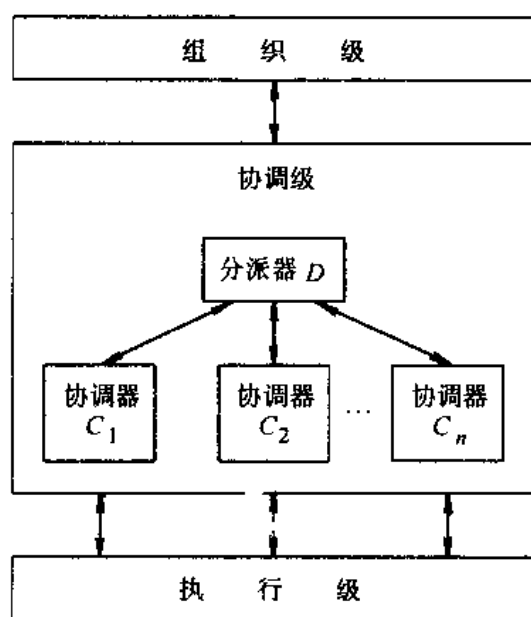 组 织 级
协调级
分派器 D
协调器 协调器 … 协调器
C1 C2 Cn
执 行 级